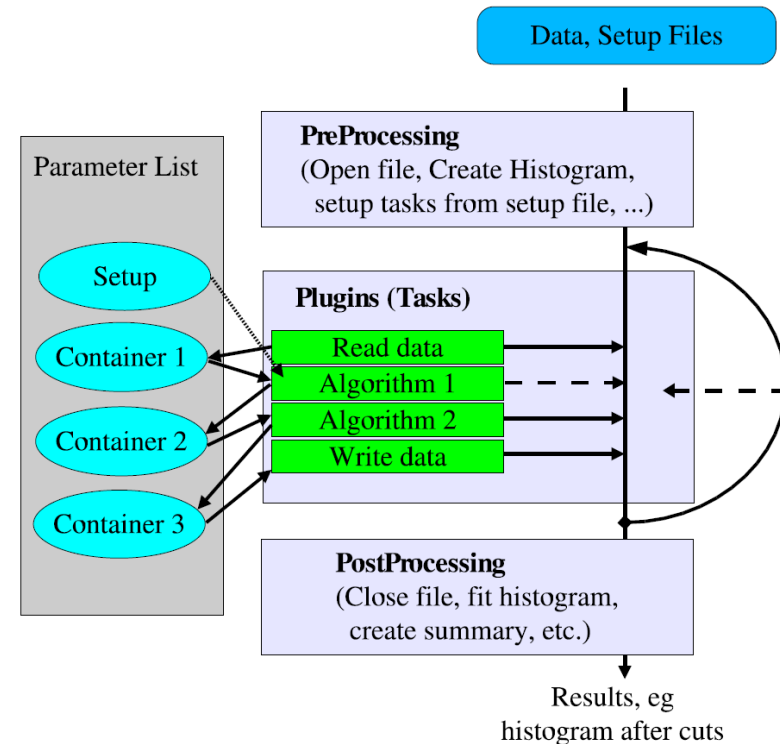 Data, Setup Files
PreProcessing
(Open file, Create Histogram,
setup tasks from setup file, ...)
Parameter List
Setup
Container 1
Container 2
Container 3
Plugins (Tasks)
Read data
Algorithm 1
Algorithm 2
Write data
PostProcessing
(Close file, fit histogram,
create summary, etc.)
Results, eg
histogram after cuts